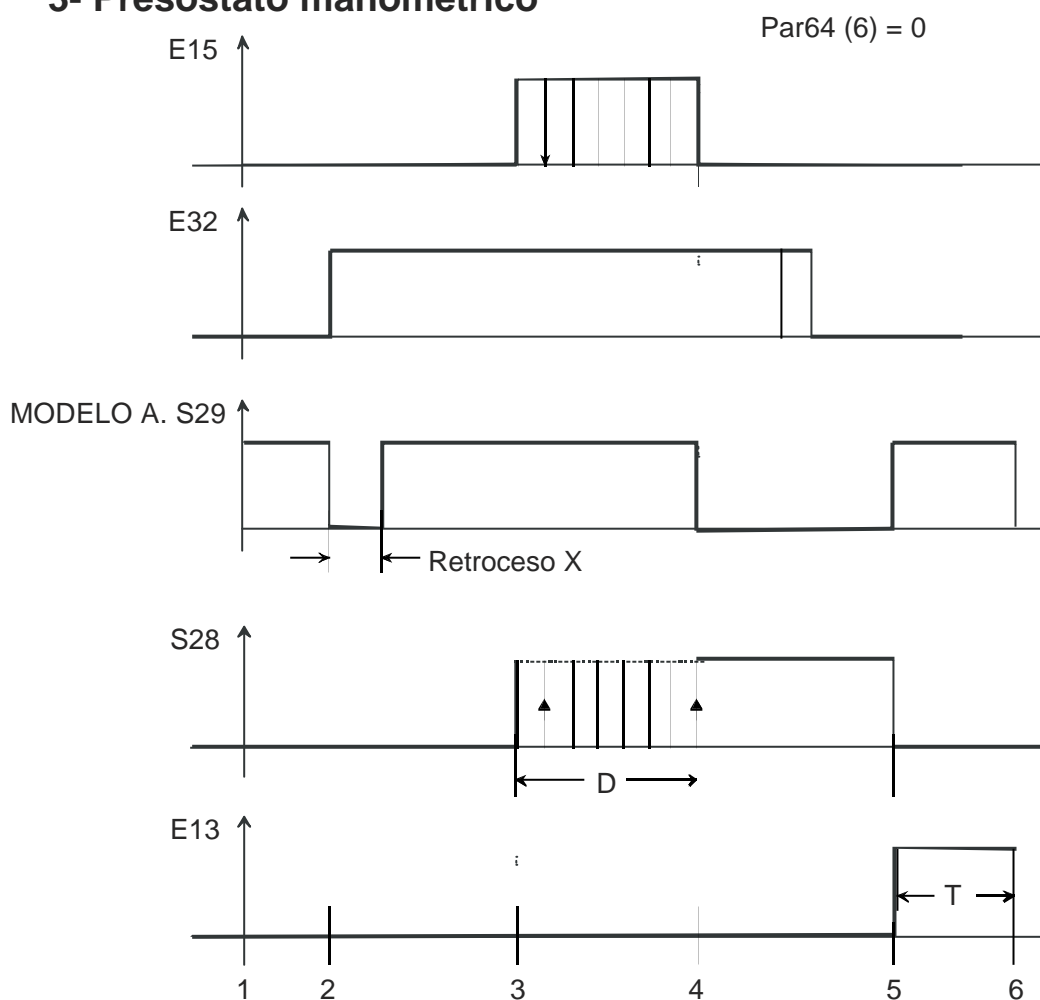 3- Presostato manométrico
Par64 (6) = 0
E15
E32
MODELO A. S29
Retroceso X
S28
D
E13
T
1 2 3 4 5 6